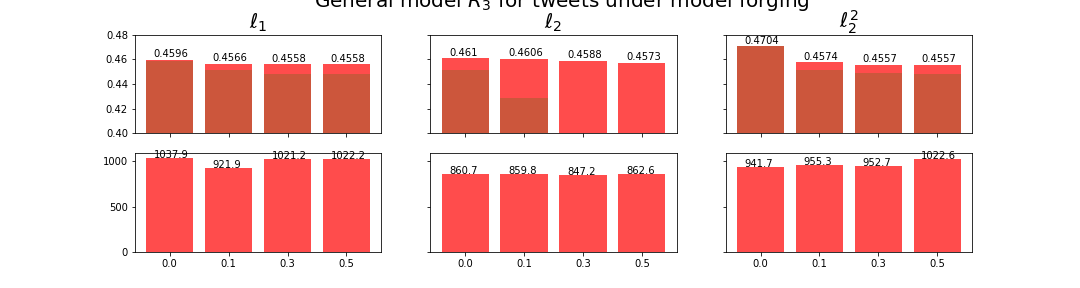 General model R₃ for tweets under model forging
ℓ₁ ℓ₂ ℓ₂²
0.48
0.46
0.44
0.42
0.40
0.4596 0.4566 0.4558 0.4558
0.461 0.4606 0.4588 0.4573
0.4704 0.4574 0.4557 0.4557
1000
500
0
1037.9 921.9 1021.2 1022.2
860.7 859.8 847.2 862.6
941.7 955.3 952.7 1022.6
0.0 0.1 0.3 0.5
0.0 0.1 0.3 0.5
0.0 0.1 0.3 0.5